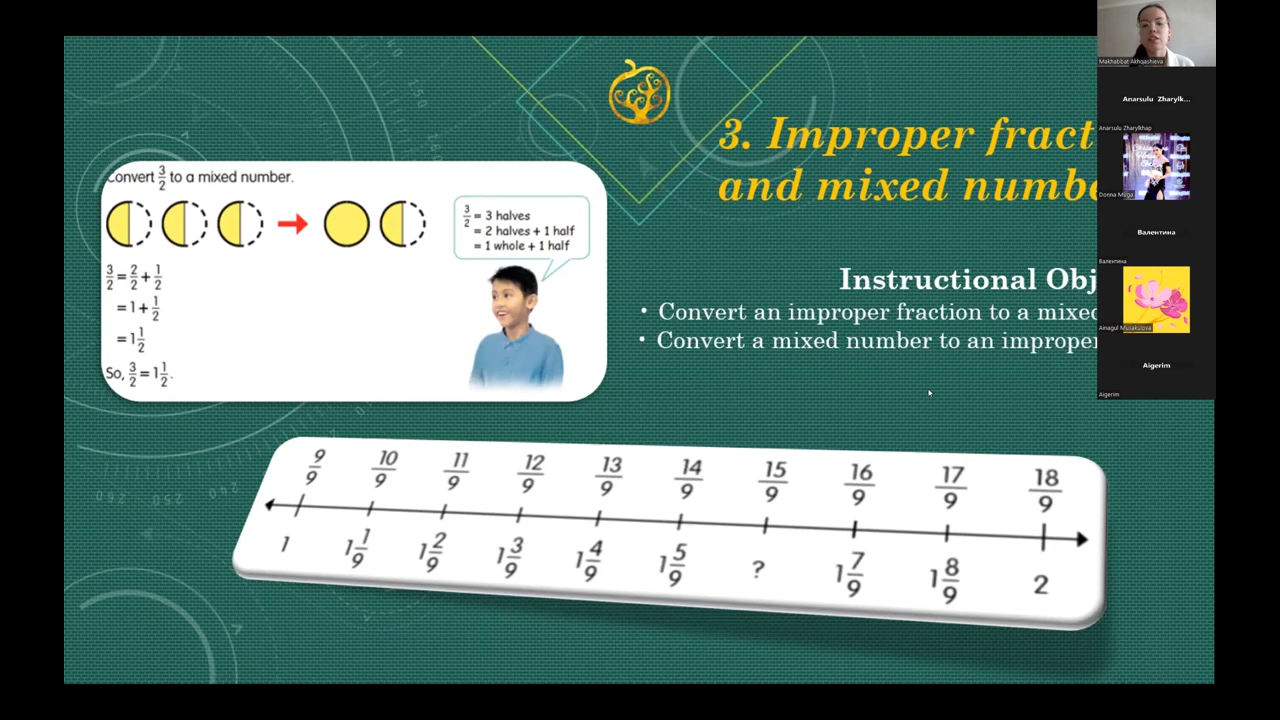 3. Improper fract
and mixed numbe
Convert 3/2 to a mixed number.
3/2 = 3 halves
= 2 halves + 1 half
= 1 whole + 1 half
3/2 = 2/2 + 1/2
= 1 + 1/2
= 1 1/2
So, 3/2 = 1 1/2.
Instructional Obj
• Convert an improper fraction to a mixed
• Convert a mixed number to an improper
9/9 10/9 11/9 12/9 13/9 14/9 15/9 16/9 17/9 18/9
1 1 1/9 1 2/9 1 3/9 1 4/9 1 5/9 ? 1 7/9 1 8/9 2
Makhabbat Akhqashieva
Anarsulu Zharylk...
Anarsulu Zharylkhap
Donna Muga
Валентина
Валентина
Ainagul Musakulova
Aigerim
Aigerim